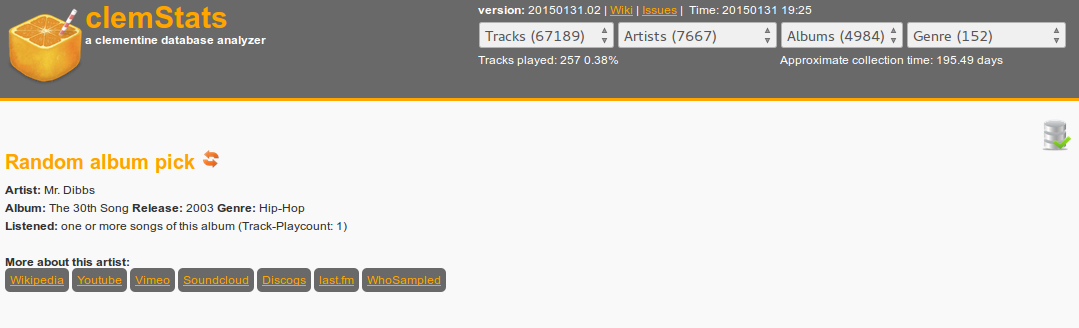 clemStats
a clementine database analyzer
version: 20150131.02 | Wiki | Issues | Time: 20150131 19:25
Tracks (67189) Artists (7667) Albums (4984) Genre (152)
Tracks played: 257 0.38% Approximate collection time: 195.49 days
Random album pick
Artist: Mr. Dibbs
Album: The 30th Song Release: 2003 Genre: Hip-Hop
Listened: one or more songs of this album (Track-Playcount: 1)
More about this artist:
Wikipedia Youtube Vimeo Soundcloud Discogs last.fm WhoSampled